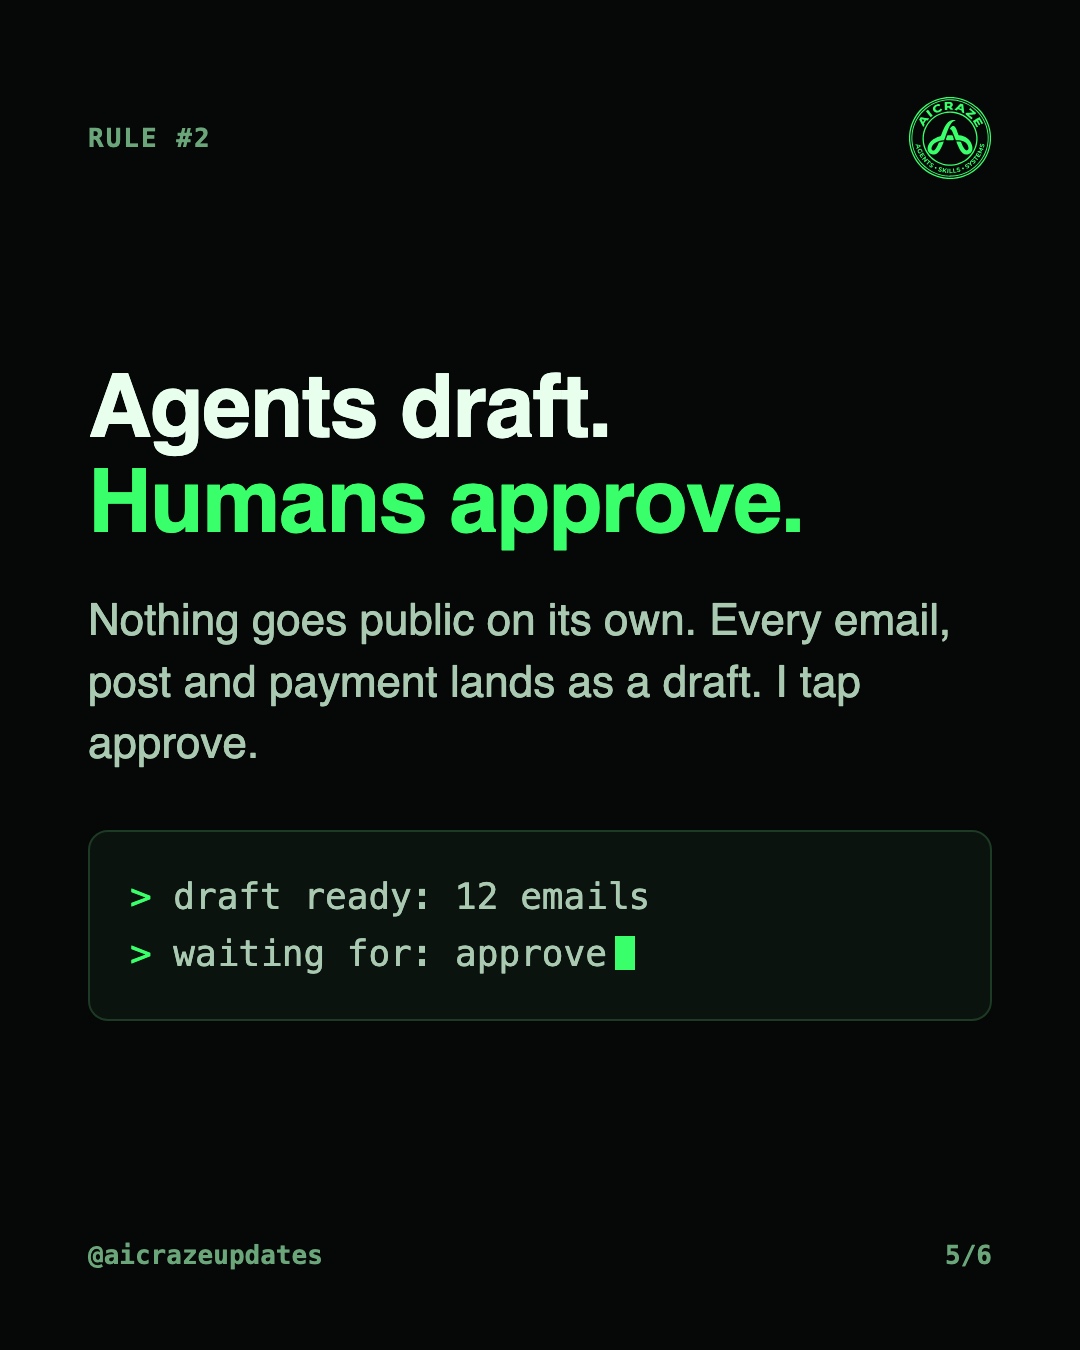 RULE #2
AICRAZE
AGENTS • SKILLS • SYSTEMS
Agents draft.
Humans approve.
Nothing goes public on its own. Every email,
post and payment lands as a draft. I tap
approve.
> draft ready: 12 emails
> waiting for: approve
@aicrazeupdates
5/6